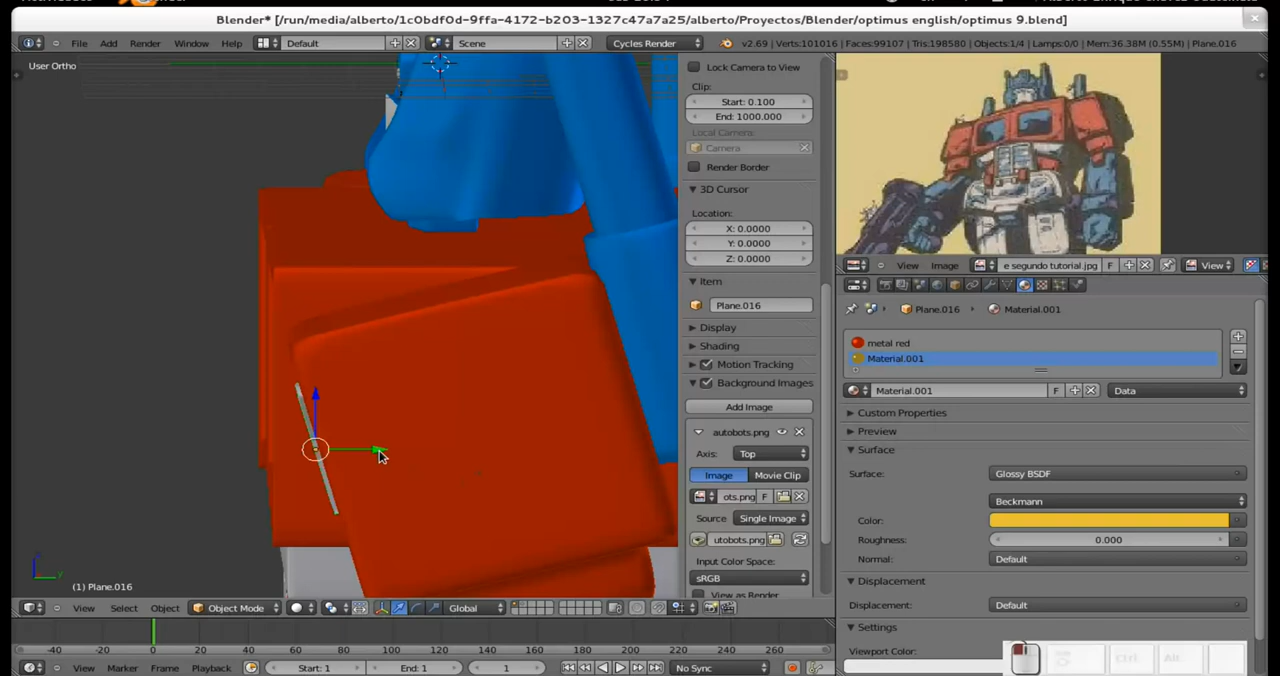 Blender* [/run/media/alberto/1c0bdf0d-9ffa-4172-b203-1327c47a7a25/alberto/Proyectos/Blender/optimus english/optimus 9.blend]
File Add Render Window Help Default Scene Cycles Render v2.69 | Verts:101016 | Faces:99107 | Tris:198580 | Objects:1/4 | Lamps:0/0 | Mem:36.38M (0.55M) | Plane.016
User Ortho
Lock Camera to View
Clip:
Start: 0.100
End: 1000.000
Local Camera:
Camera
Render Border
3D Cursor
Location:
X: 0.0000
Y: 0.0000
Z: 0.0000
Item
Plane.016
Display
Shading
Motion Tracking
Background Images
Add Image
autobots.png
Axis: Top
Image Movie Clip
ots.png F
Source Single Image
utobots.png
Input Color Space:
sRGB
View as Render
(1) Plane.016
View Select Object Object Mode Global
-40 -20 0 20 40 60 80 100 120 140 160 180 200 220 240 260
View Marker Frame Playback Start: 1 End: 1 1 No Sync
View Image e segundo tutorial.jpg F View
Plane.016 Material.001
metal red
Material.001
Material.001 F Data
Custom Properties
Preview
Surface
Surface: Glossy BSDF
Beckmann
Color:
Roughness: 0.000
Normal: Default
Displacement
Displacement: Default
Settings
Viewport Color:
Ctrl Alt